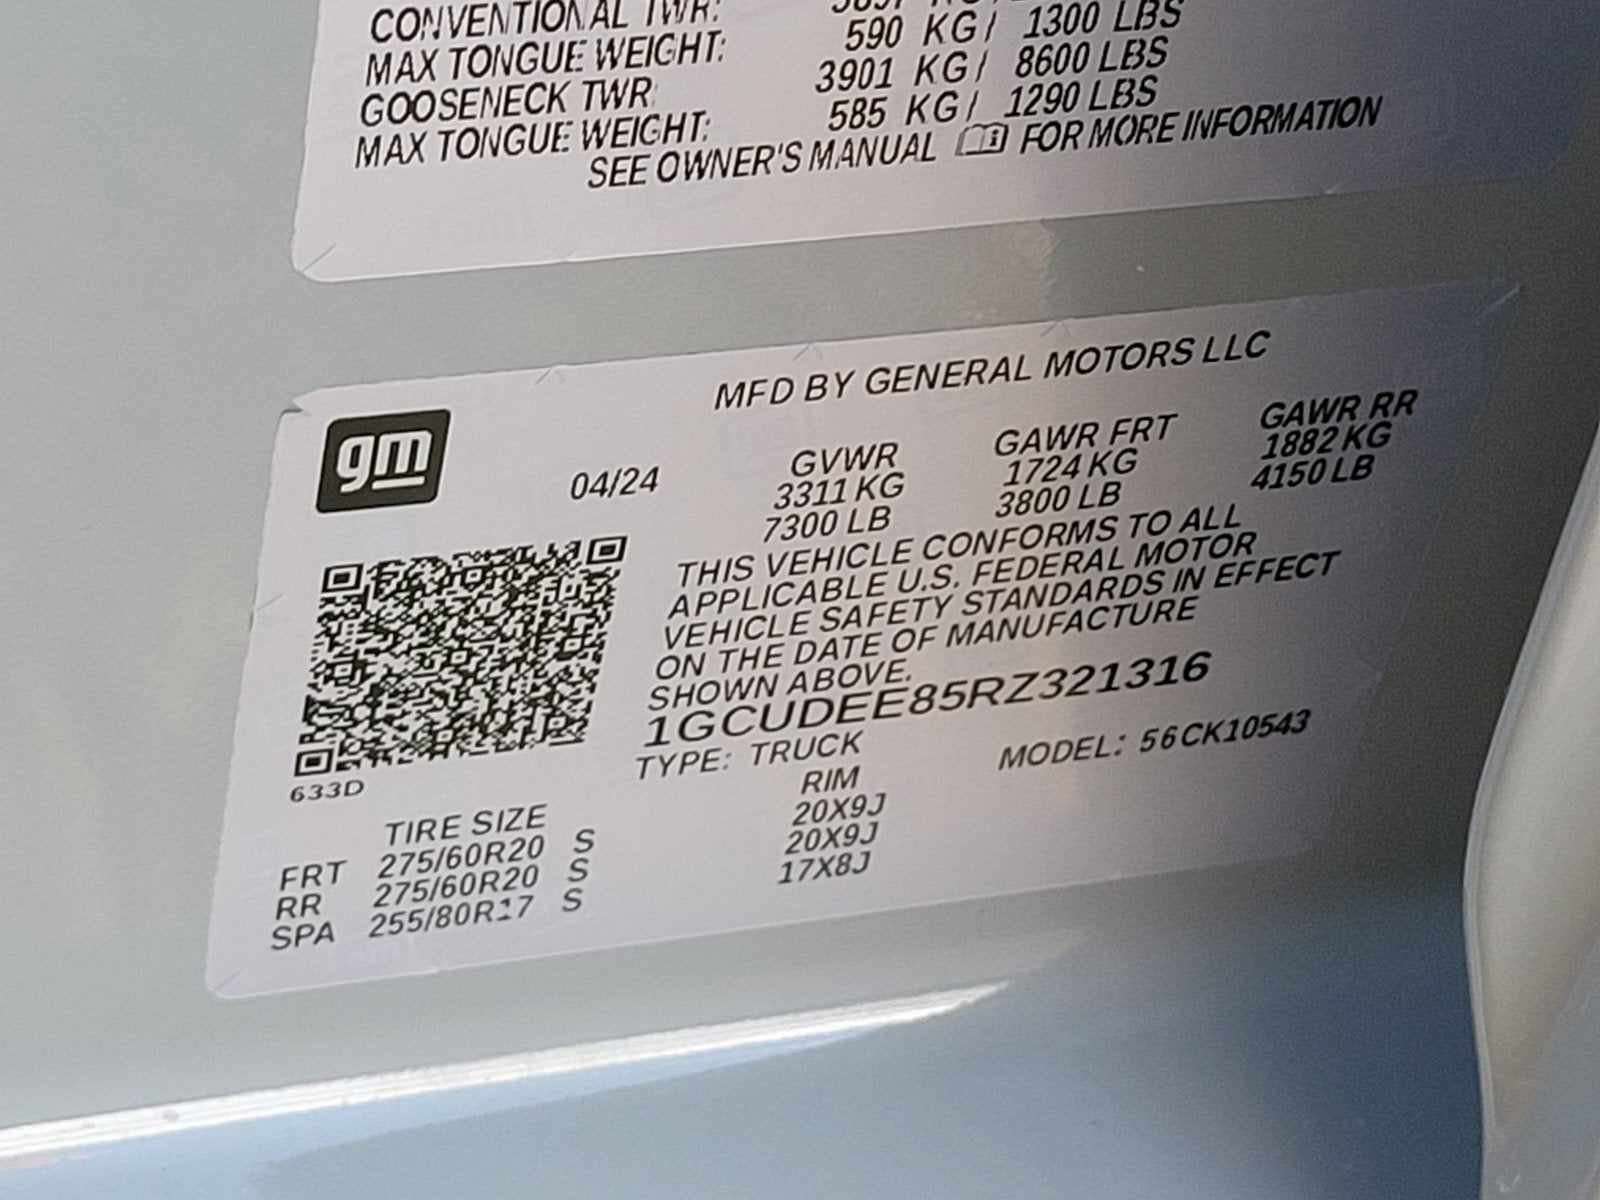 CONVENTIONAL TWR:
MAX TONGUE WEIGHT: 590 KG / 1300 LBS
GOOSENECK TWR 3901 KG / 8600 LBS
MAX TONGUE WEIGHT: 585 KG / 1290 LBS
SEE OWNER'S MANUAL FOR MORE INFORMATION
MFD BY GENERAL MOTORS LLC
gm
04/24
GVWR GAWR FRT GAWR RR
3311 KG 1724 KG 1882 KG
7300 LB 3800 LB 4150 LB
THIS VEHICLE CONFORMS TO ALL
APPLICABLE U.S. FEDERAL MOTOR
VEHICLE SAFETY STANDARDS IN EFFECT
ON THE DATE OF MANUFACTURE
SHOWN ABOVE.
1GCUDEE85RZ321316
TYPE: TRUCK MODEL: 56CK10543
633D
TIRE SIZE RIM
FRT 275/60R20 S 20X9J
RR 275/60R20 S 20X9J
SPA 255/80R17 S 17X8J